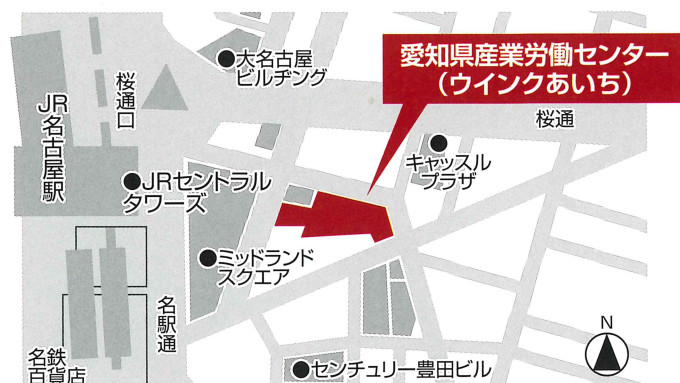 大名古屋
ビルヂング
愛知県産業労働センター
（ウインクあいち）
桜通口
JR名古屋駅
桜通
キャッスル
プラザ
JRセントラル
タワーズ
ミッドランド
スクエア
名駅通
名鉄
百貨店
センチュリー豊田ビル
N